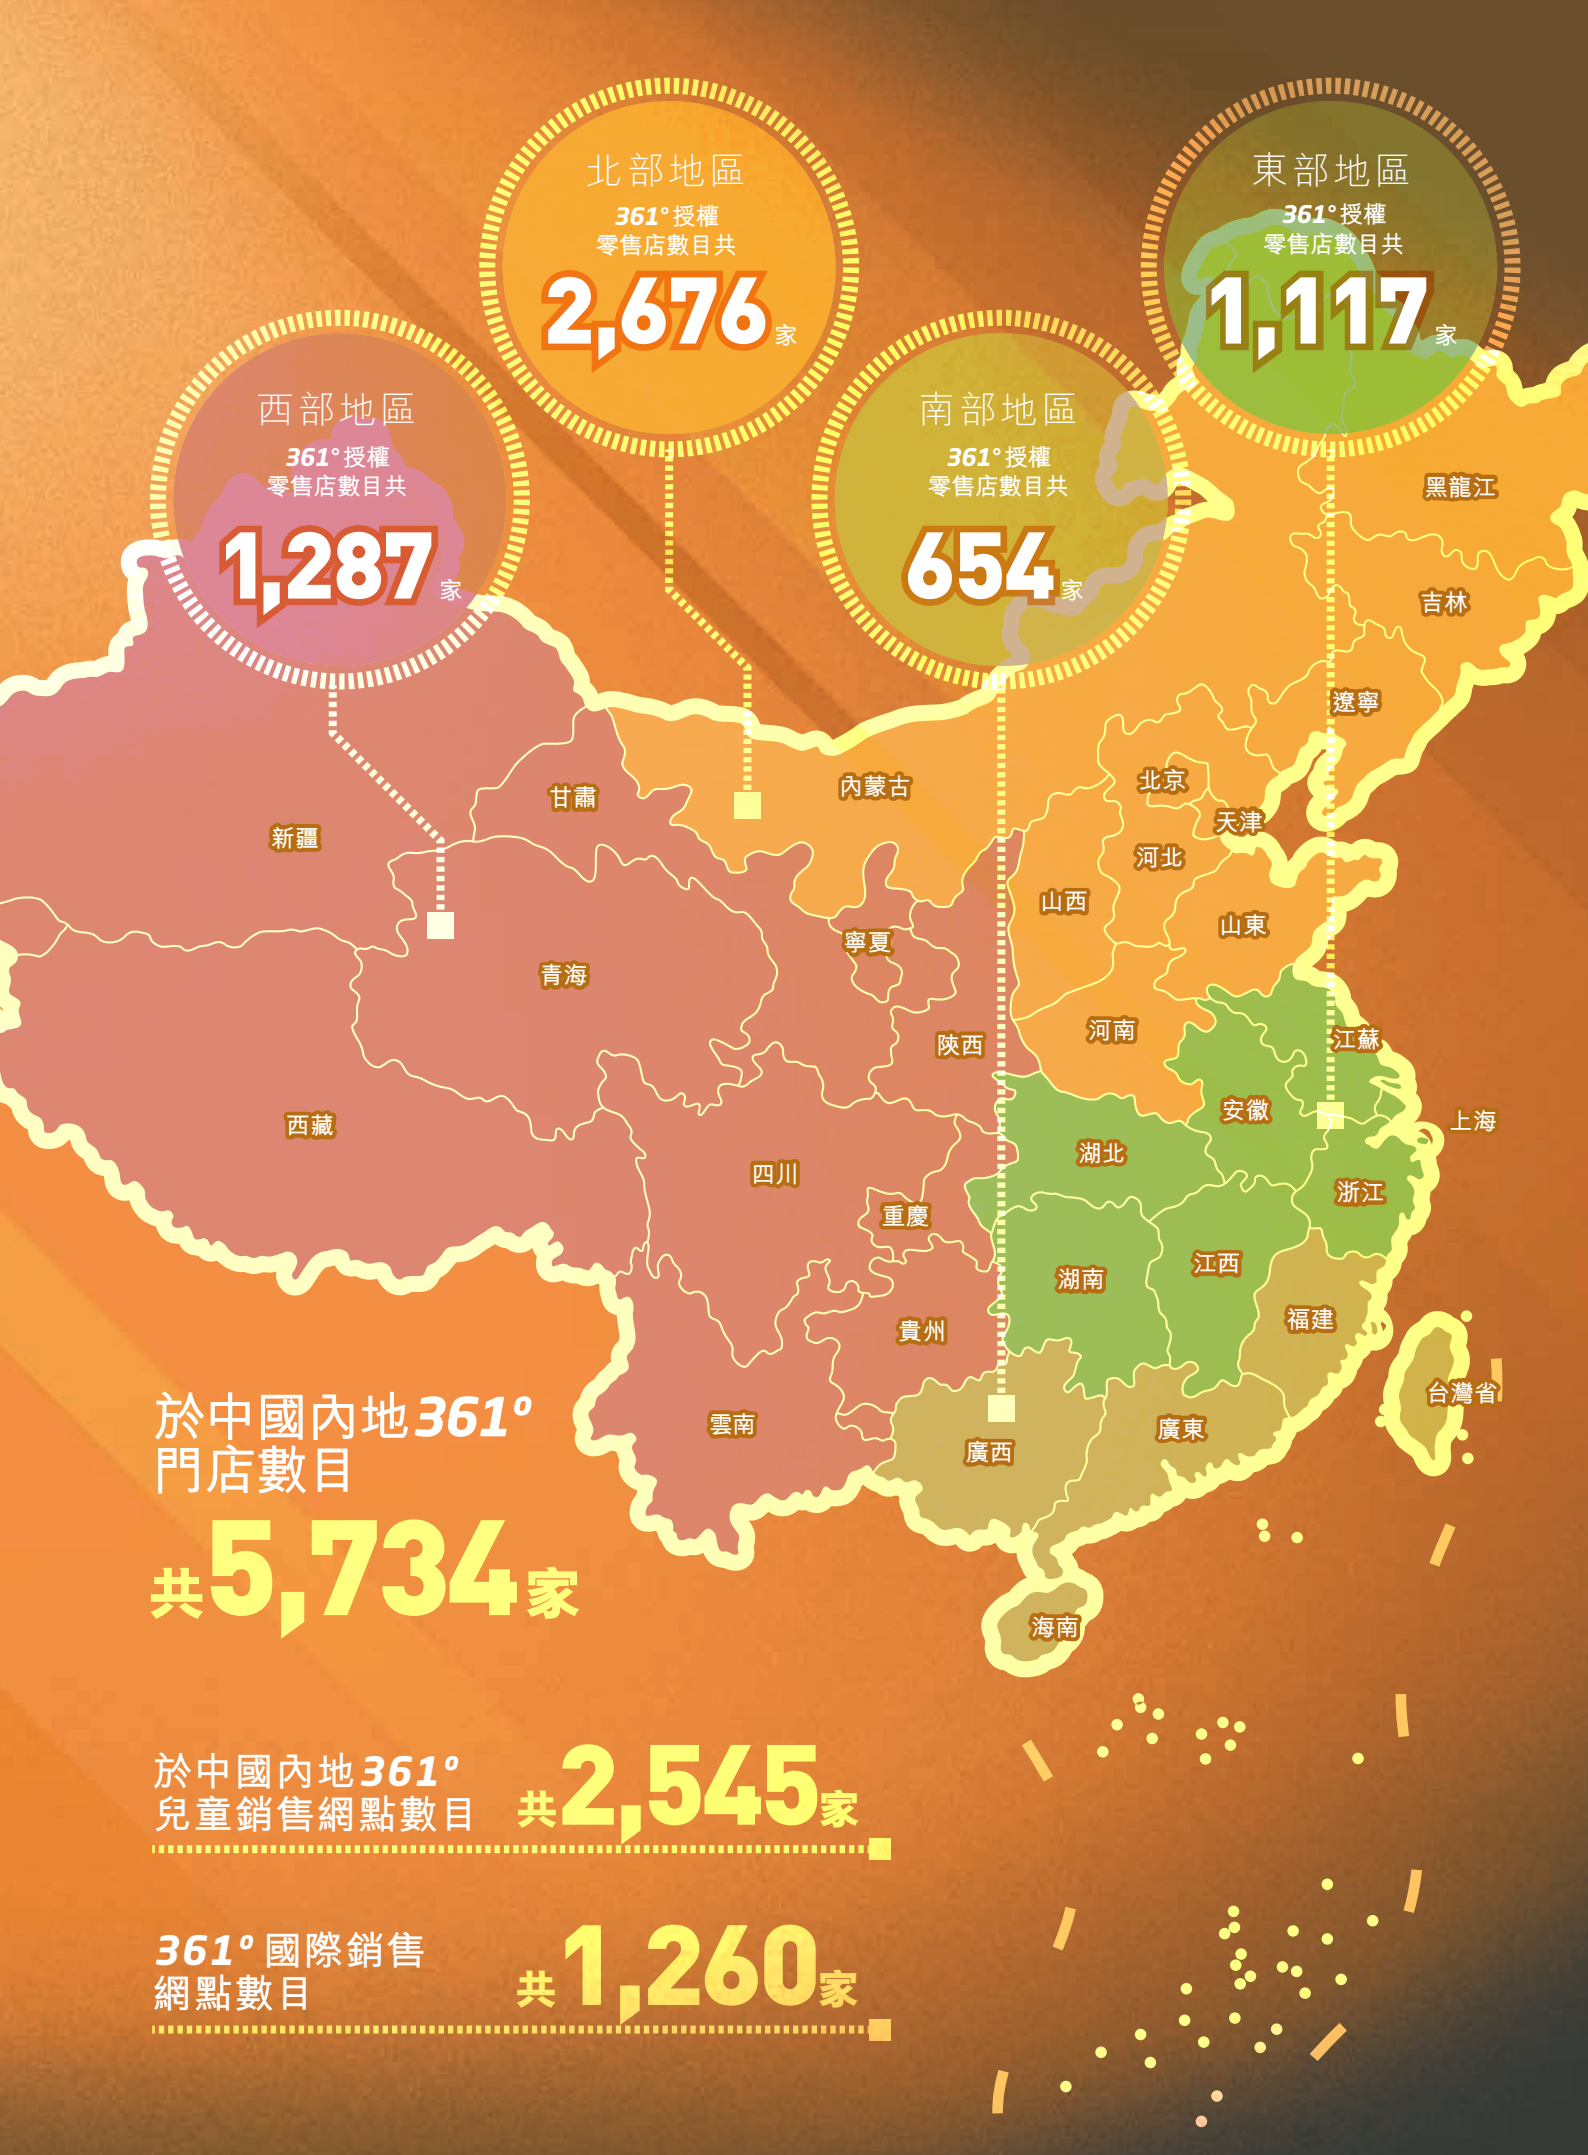 北部地區
361°授權
零售店數目共
2,676家
東部地區
361°授權
零售店數目共
1,117家
西部地區
361°授權
零售店數目共
1,287家
南部地區
361°授權
零售店數目共
654家
黑龍江
吉林
遼寧
內蒙古
北京
甘肅
天津
新疆
河北
山西
山東
寧夏
青海
河南
江蘇
陝西
安徽
上海
西藏
湖北
四川
浙江
重慶
江西
湖南
福建
貴州
台灣省
雲南
廣東
廣西
海南
於中國內地361º
門店數目
共5,734家
於中國內地361º
兒童銷售網點數目
共2,545家
361º國際銷售
網點數目
共1,260家